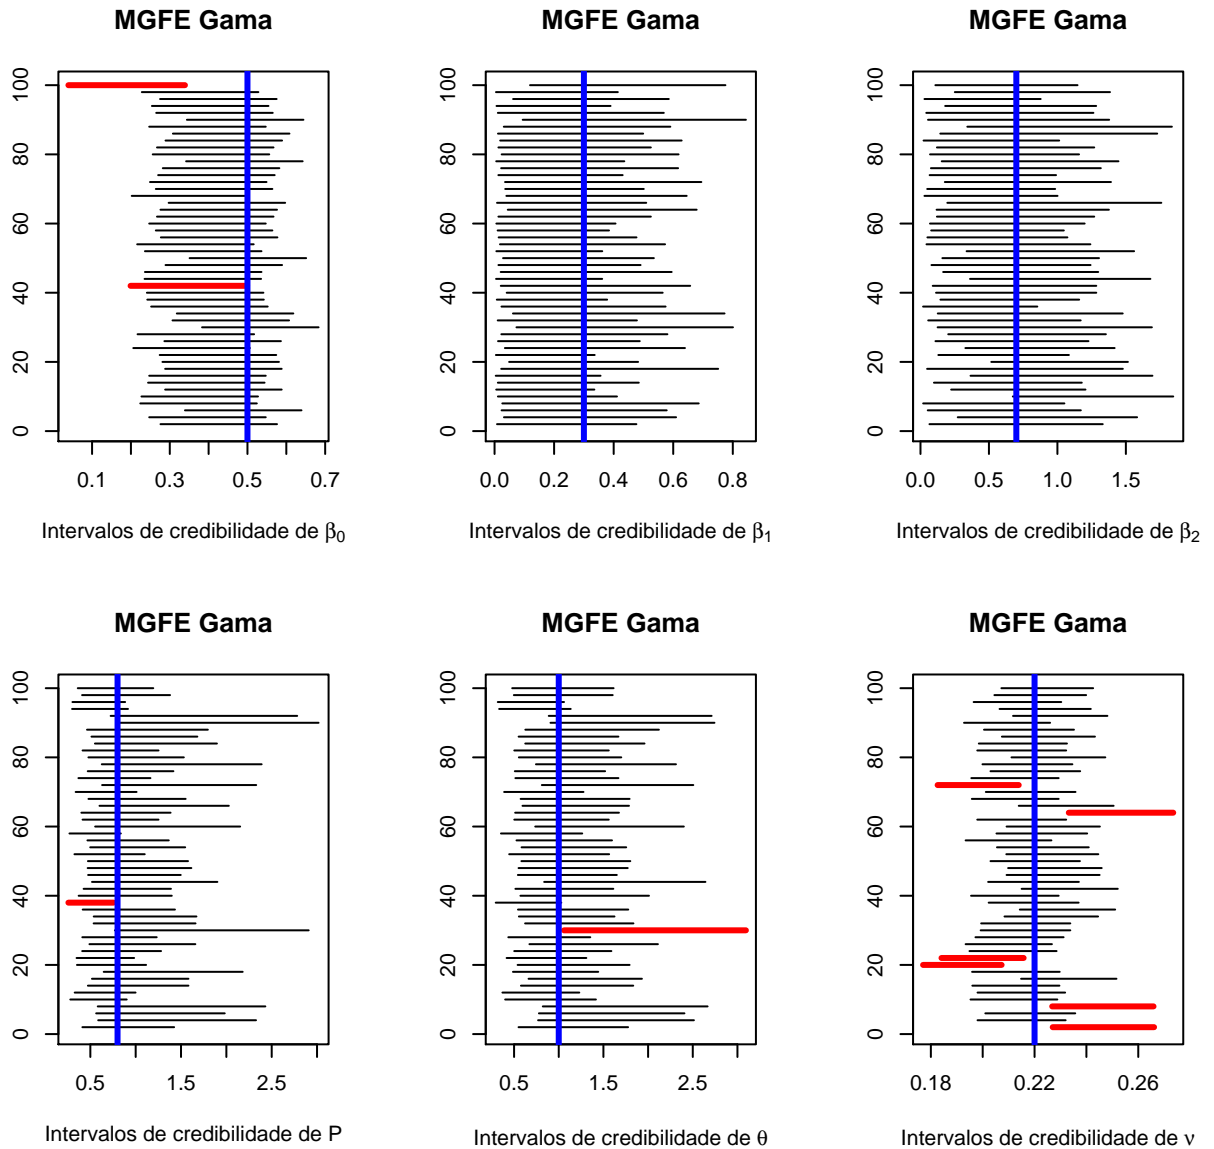 MGFE Gama
MGFE Gama
MGFE Gama
0 20 40 60 80 100
0.1 0.3 0.5 0.7
Intervalos de credibilidade de β0
0 20 40 60 80 100
0.0 0.2 0.4 0.6 0.8
Intervalos de credibilidade de β1
0 20 40 60 80 100
0.0 0.5 1.0 1.5
Intervalos de credibilidade de β2
MGFE Gama
MGFE Gama
MGFE Gama
0 20 40 60 80 100
0.5 1.5 2.5
Intervalos de credibilidade de P
0 20 40 60 80 100
0.5 1.5 2.5
Intervalos de credibilidade de θ
0 20 40 60 80 100
0.18 0.22 0.26
Intervalos de credibilidade de ν